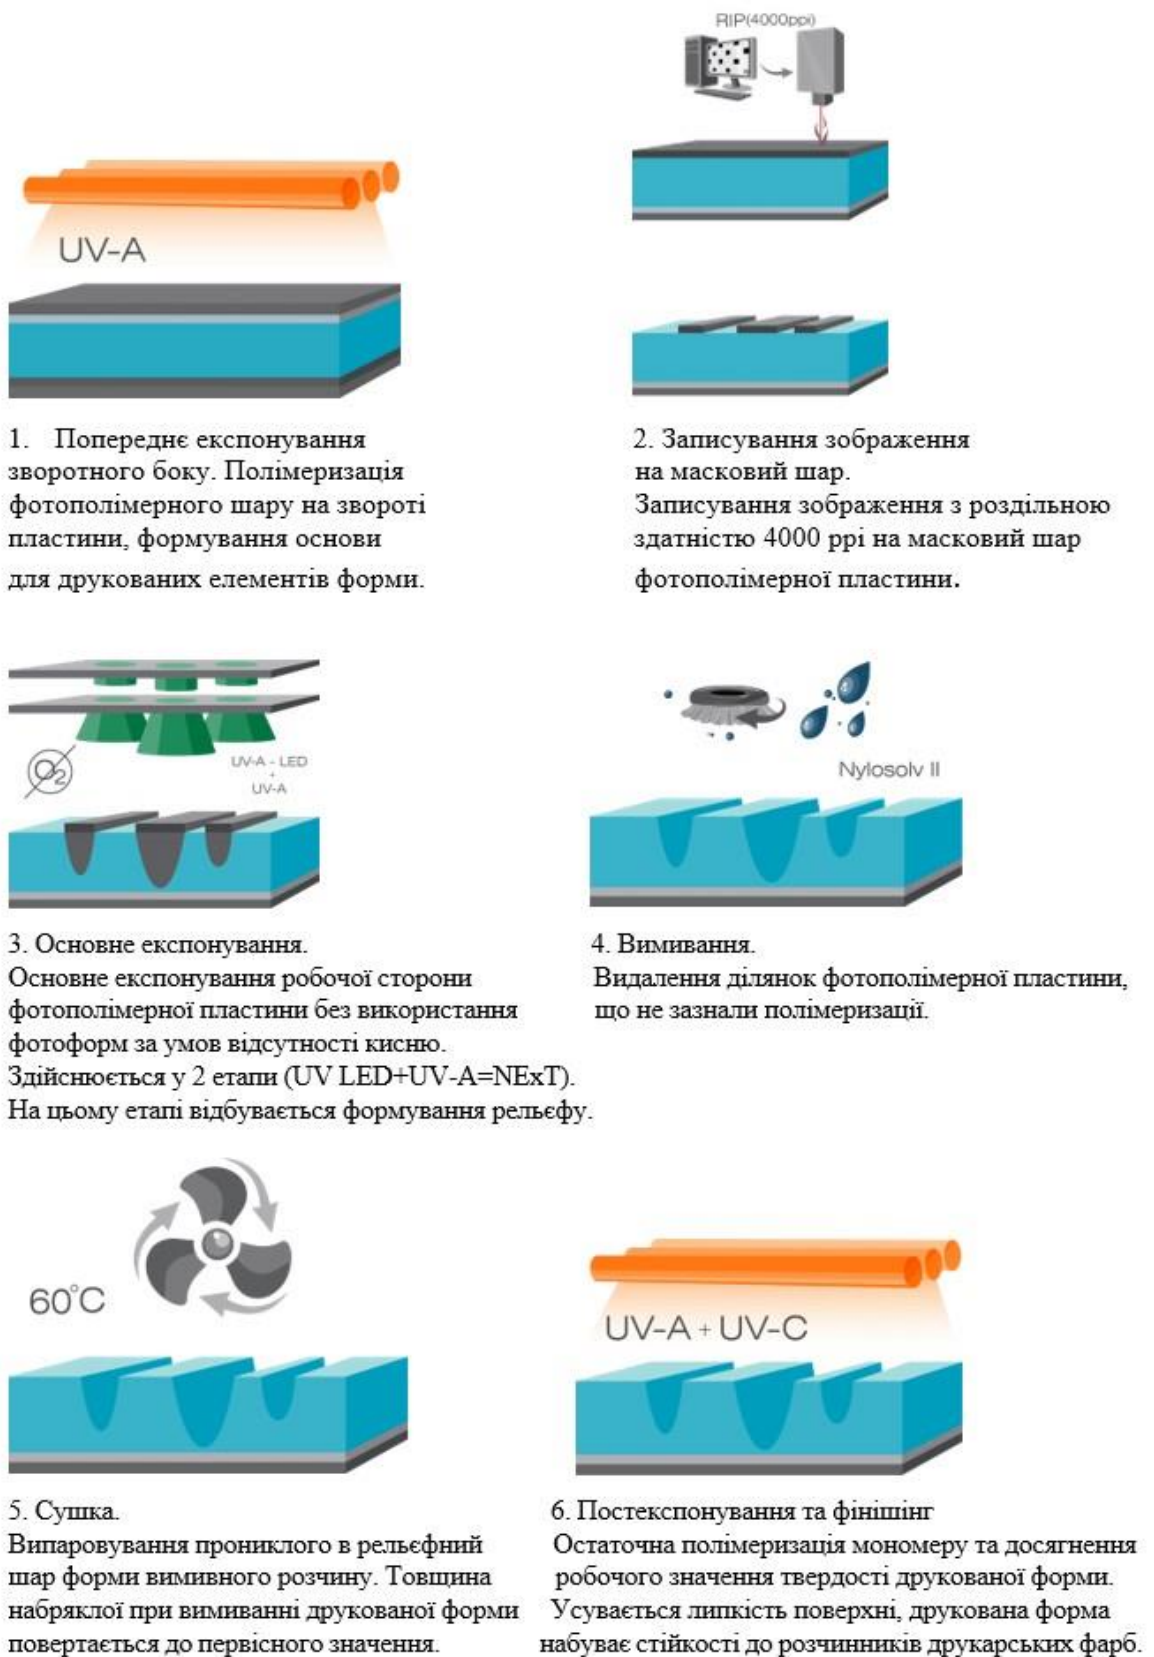 RIP(4000ppi)
UV-A
1. Попереднє експонування
зворотного боку. Полімеризація
фотополімерного шару на звороті
пластини, формування основи
для друкованих елементів форми.
2. Записування зображення
на масковий шар.
Записування зображення з роздільною
здатністю 4000 ppi на масковий шар
фотополімерної пластини.
O2
UV-A - LED
+
UV-A
3. Основне експонування.
Основне експонування робочої сторони
фотополімерної пластини без використання
фотоформ за умов відсутності кисню.
Здійснюється у 2 етапи (UV LED+UV-A=NExT).
На цьому етапі відбувається формування рельєфу.
Nylosolv II
4. Вимивання.
Видалення ділянок фотополімерної пластини,
що не зазнали полімеризації.
60°C
5. Сушка.
Випаровування проникло­го в рельєфний
шар форми вимивного розчину. Товщина
набряклої при вимиванні друкованої форми
повертається до первісного значення.
UV-A + UV-C
6. Постекспонування та фінішінг
Остаточна полімеризація мономеру та досягнення
робочого значення твердості друкованої форми.
Усувається липкість поверхні, друкована форма
набуває стійкості до розчинників друкарських фарб.